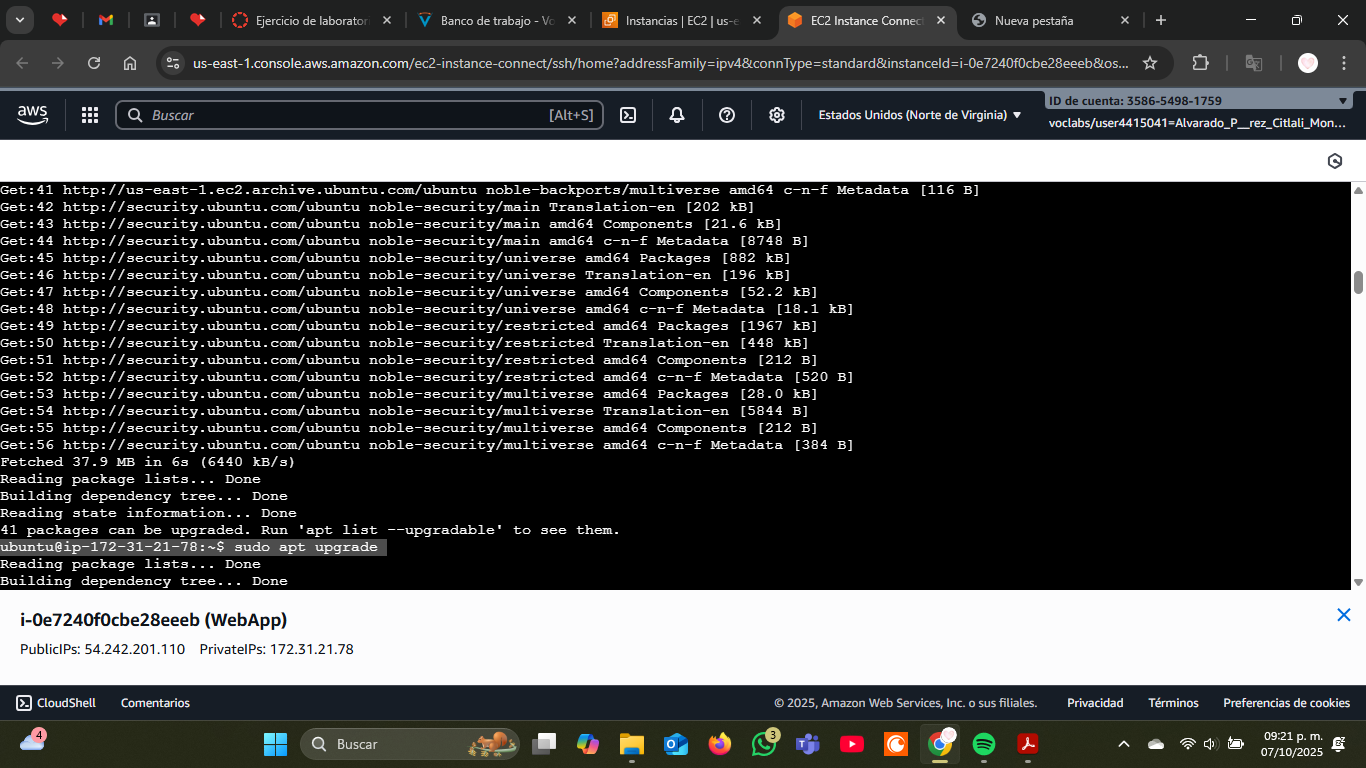 Ejercicio de laboratori
Banco de trabajo - Vo
Instancias | EC2 | us-e
EC2 Instance Connect
Nueva pestaña
us-east-1.console.aws.amazon.com/ec2-instance-connect/ssh/home?addressFamily=ipv4&connType=standard&instanceId=i-0e7240f0cbe28eeeb&os...
aws
Buscar
[Alt+S]
Estados Unidos (Norte de Virginia)
ID de cuenta: 3586-5498-1759
voclabs/user4415041=Alvarado_P__rez_Citlali_Mon...
Get:41 http://us-east-1.ec2.archive.ubuntu.com/ubuntu noble-backports/multiverse amd64 c-n-f Metadata [116 B]
Get:42 http://security.ubuntu.com/ubuntu noble-security/main Translation-en [202 kB]
Get:43 http://security.ubuntu.com/ubuntu noble-security/main amd64 Components [21.6 kB]
Get:44 http://security.ubuntu.com/ubuntu noble-security/main amd64 c-n-f Metadata [8748 B]
Get:45 http://security.ubuntu.com/ubuntu noble-security/universe amd64 Packages [882 kB]
Get:46 http://security.ubuntu.com/ubuntu noble-security/universe Translation-en [196 kB]
Get:47 http://security.ubuntu.com/ubuntu noble-security/universe amd64 Components [52.2 kB]
Get:48 http://security.ubuntu.com/ubuntu noble-security/universe amd64 c-n-f Metadata [18.1 kB]
Get:49 http://security.ubuntu.com/ubuntu noble-security/restricted amd64 Packages [1967 kB]
Get:50 http://security.ubuntu.com/ubuntu noble-security/restricted Translation-en [448 kB]
Get:51 http://security.ubuntu.com/ubuntu noble-security/restricted amd64 Components [212 B]
Get:52 http://security.ubuntu.com/ubuntu noble-security/restricted amd64 c-n-f Metadata [520 B]
Get:53 http://security.ubuntu.com/ubuntu noble-security/multiverse amd64 Packages [28.0 kB]
Get:54 http://security.ubuntu.com/ubuntu noble-security/multiverse Translation-en [5844 B]
Get:55 http://security.ubuntu.com/ubuntu noble-security/multiverse amd64 Components [212 B]
Get:56 http://security.ubuntu.com/ubuntu noble-security/multiverse amd64 c-n-f Metadata [384 B]
Fetched 37.9 MB in 6s (6440 kB/s)
Reading package lists... Done
Building dependency tree... Done
Reading state information... Done
41 packages can be upgraded. Run 'apt list --upgradable' to see them.
ubuntu@ip-172-31-21-78:~$ sudo apt upgrade
Reading package lists... Done
Building dependency tree... Done
i-0e7240f0cbe28eeeb (WebApp)
PublicIPs: 54.242.201.110 PrivateIPs: 172.31.21.78
CloudShell
Comentarios
© 2025, Amazon Web Services, Inc. o sus filiales.
Privacidad
Términos
Preferencias de cookies
4
Buscar
3
09:21 p. m.
07/10/2025